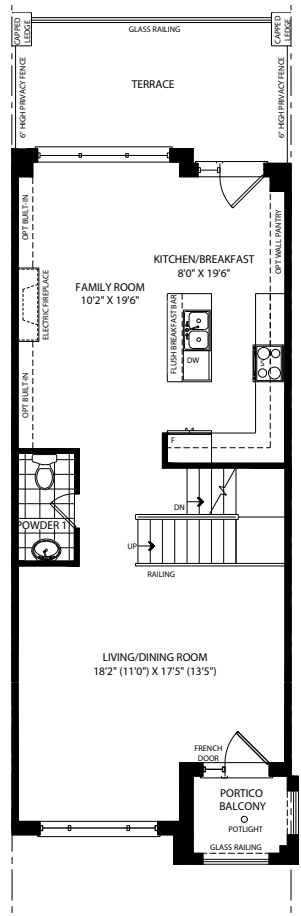 CAPPED
LEDGE
GLASS RAILING
CAPPED
LEDGE
6" HIGH PRIVACY FENCE
TERRACE
6" HIGH PRIVACY FENCE
OPT BUILT-IN
OPT WALL PANTRY
KITCHEN/BREAKFAST
8'0" X 19'6"
FAMILY ROOM
10'2" X 19'6"
ELECTRIC FIREPLACE
FLUSH BREAKFAST BAR
DW
S
OPT BUILT-IN
F
POWDER 1
DN
UP
RAILING
LIVING/DINING ROOM
18'2" (11'0") X 17'5" (13'5")
FRENCH
DOOR
PORTICO
BALCONY
POTLIGHT
GLASS RAILING